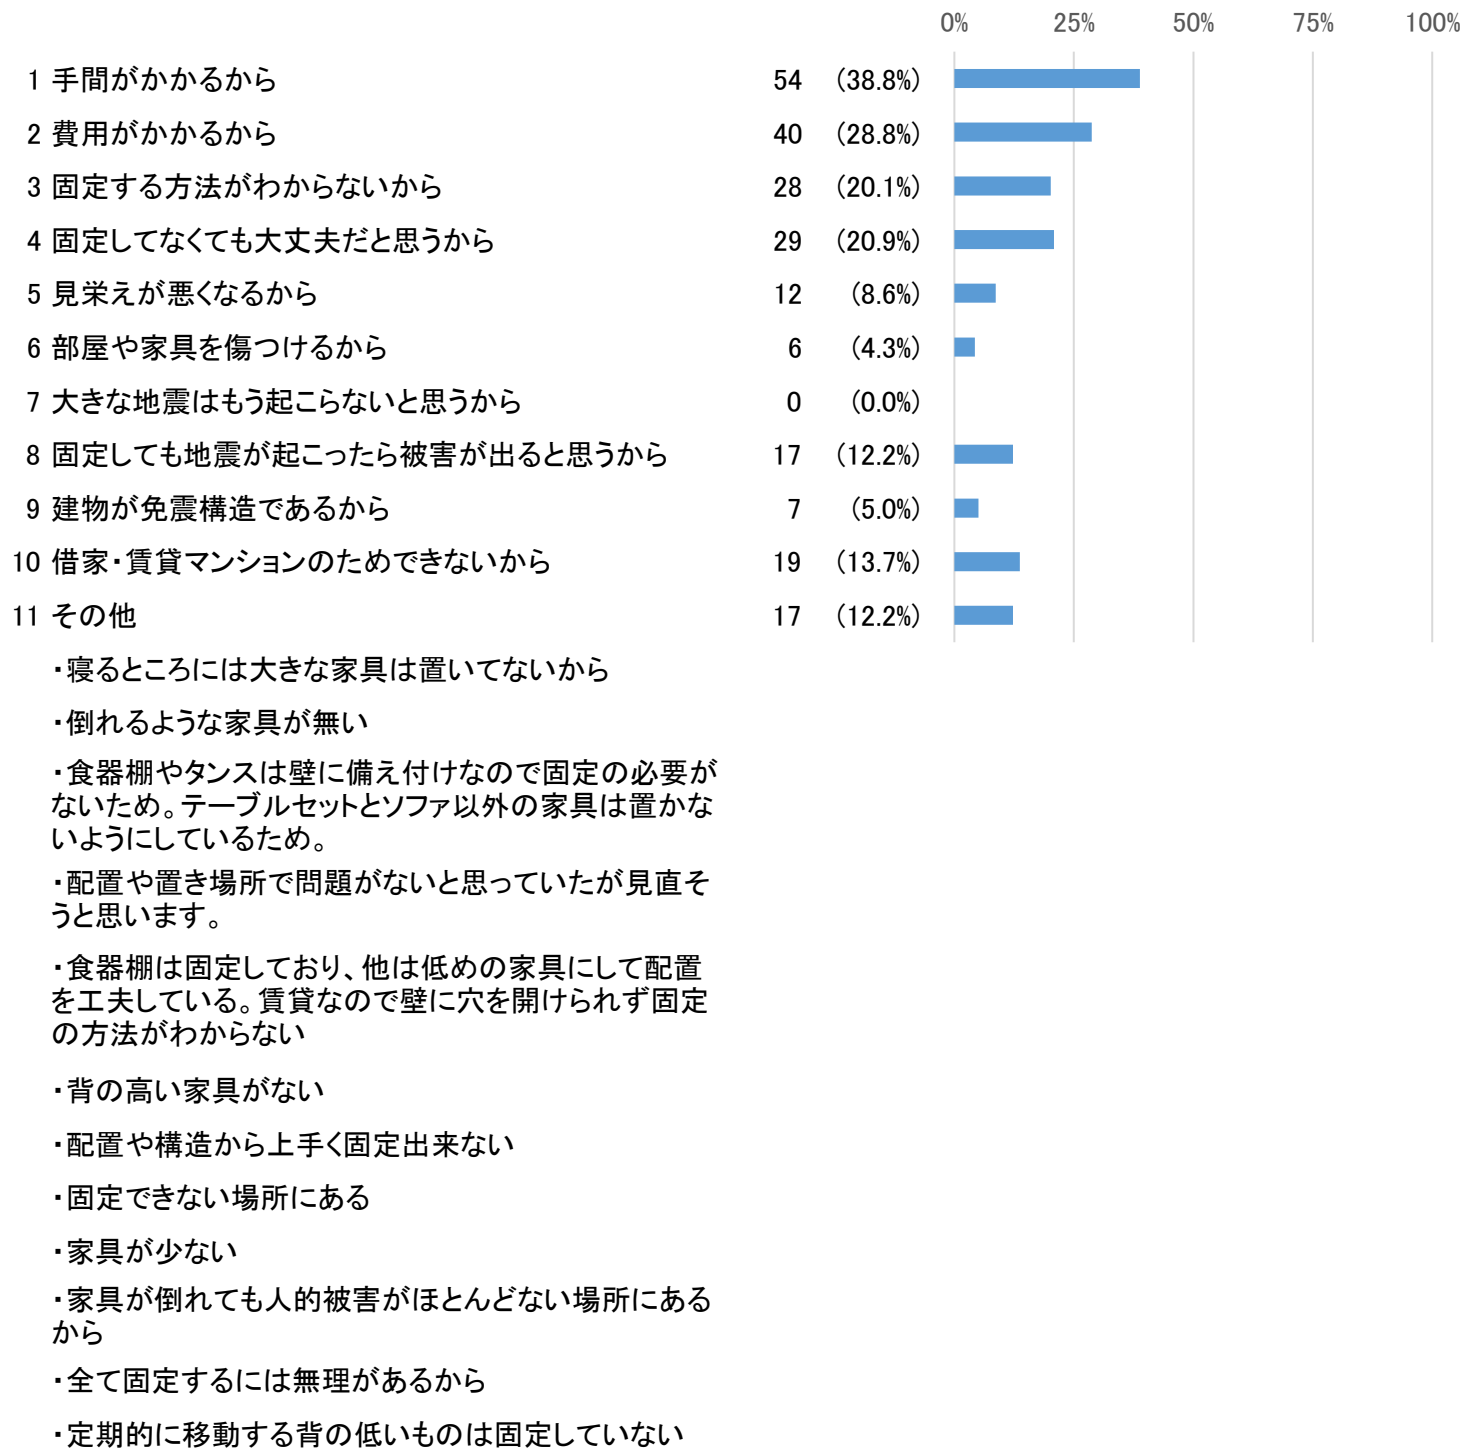 0% 25% 50% 75% 100%
1 手間がかかるから 54 (38.8%)
2 費用がかかるから 40 (28.8%)
3 固定する方法がわからないから 28 (20.1%)
4 固定してなくても大丈夫だと思うから 29 (20.9%)
5 見栄えが悪くなるから 12 (8.6%)
6 部屋や家具を傷つけるから 6 (4.3%)
7 大きな地震はもう起こらないと思うから 0 (0.0%)
8 固定しても地震が起こったら被害が出ると思うから 17 (12.2%)
9 建物が免震構造であるから 7 (5.0%)
10 借家・賃貸マンションのためできないから 19 (13.7%)
11 その他 17 (12.2%)
・寝るところには大きな家具は置いてないから
・倒れるような家具が無い
・食器棚やタンスは壁に備え付けなので固定の必要が
ないため。テーブルセットとソファ以外の家具は置かな
いようにしているため。
・配置や置き場所で問題がないと思っていたが見直そ
うと思います。
・食器棚は固定しており、他は低めの家具にして配置
を工夫している。賃貸なので壁に穴を開けられず固定
の方法がわからない
・背の高い家具がない
・配置や構造から上手く固定出来ない
・固定できない場所にある
・家具が少ない
・家具が倒れても人的被害がほとんどない場所にある
から
・全て固定するには無理があるから
・定期的に移動する背の低いものは固定していない